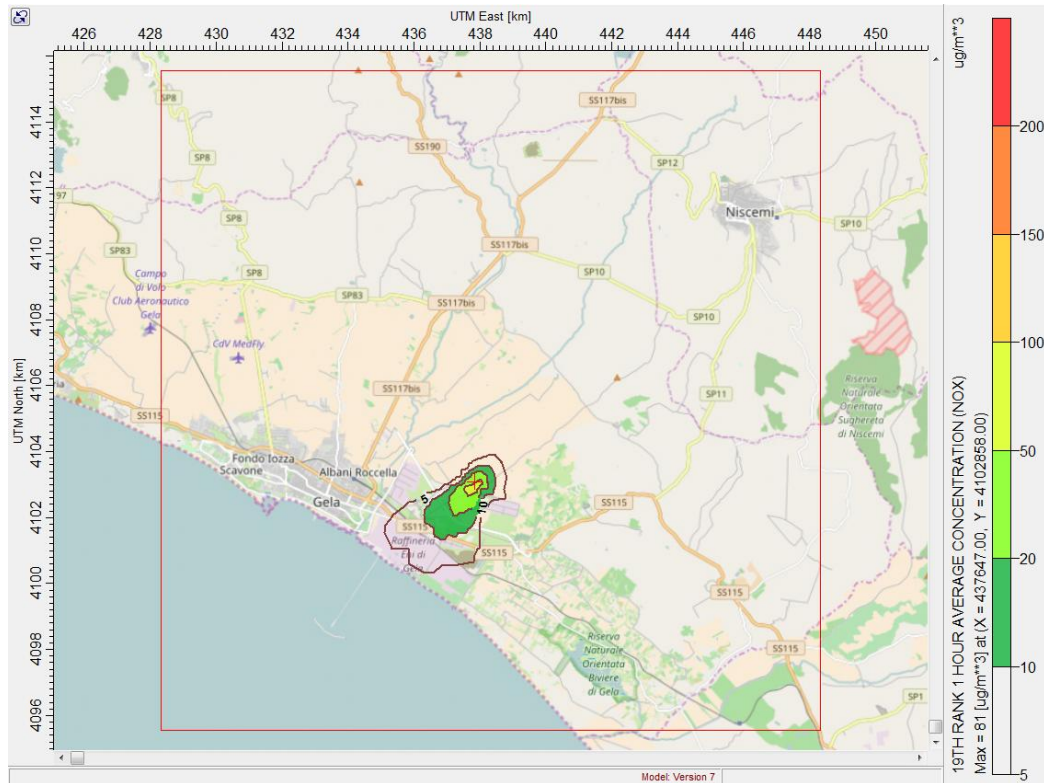 UTM East [km]
426 428 430 432 434 436 438 440 442 444 446 448 450
UTM North [km]
4114
4112
4110
4108
4106
4104
4102
4100
4098
4096
SP8
SS117bis
SS190
SP8
SP12
97
SP8
Niscemi
SP10
SP83
SS117bis
SP8
SP10
Campo
di Volo
Club Aeronautico
Gela
SP83
SS117bis
SP10
CdV MedFly
SS117bis
SP11
Riserva
Naturale
Orientata
Sughereta
di Niscemi
SS115
Fondo Iozza
Scavone
Albani Roccella
Gela
5
10
SS115
SS115
Raffineria
Eni di
Gela
SS115
SS115
Riserva
Naturale
Orientata
Biviere
di Gela
SS115
SP1
Model: Version 7
ug/m**3
19TH RANK 1 HOUR AVERAGE CONCENTRATION (NOX)
Max = 81 [ug/m**3] at (X = 437647.00, Y = 4102858.00)
200
150
100
50
20
10
5